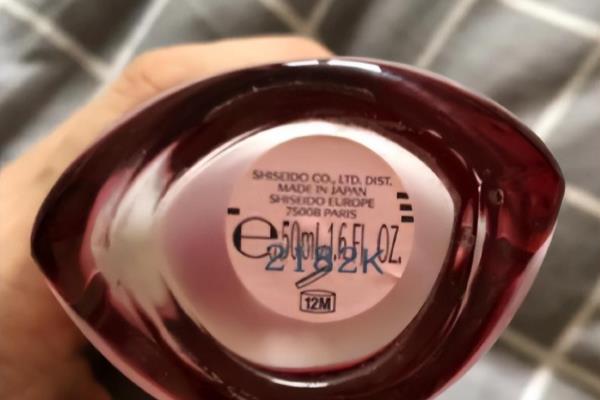 SHISEIDO CO., LTD. DIST.
MADE IN JAPAN
SHISEIDO EUROPE
75008 PARIS
e 50ml 1.6 FL. OZ.
2182K
12M